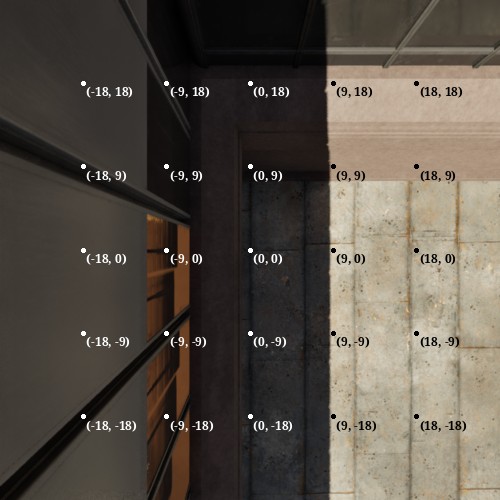 (-18, 18) (-9, 18) (0, 18) (9, 18) (18, 18)
(-18, 9) (-9, 9) (0, 9) (9, 9) (18, 9)
(-18, 0) (-9, 0) (0, 0) (9, 0) (18, 0)
(-18, -9) (-9, -9) (0, -9) (9, -9) (18, -9)
(-18, -18) (-9, -18) (0, -18) (9, -18) (18, -18)